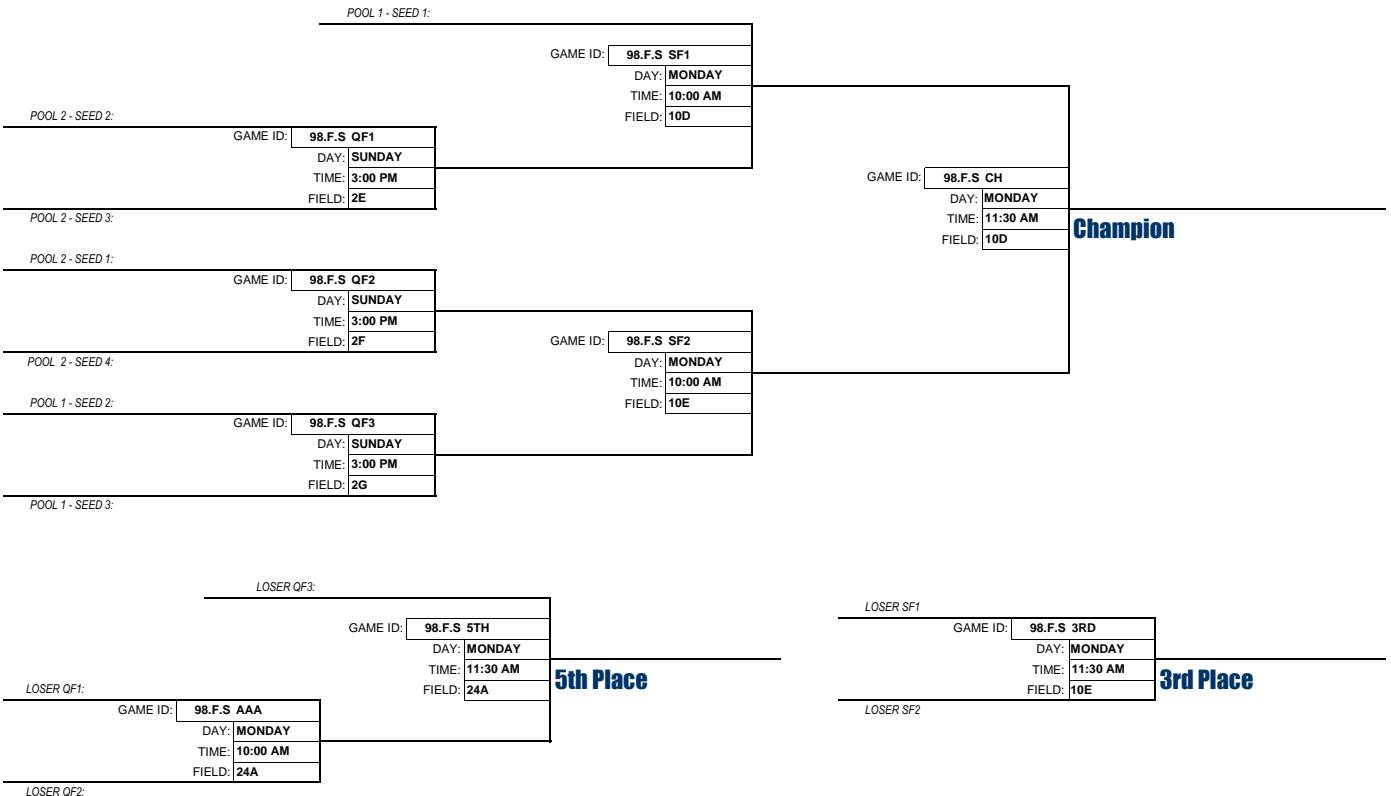 POOL 1 - SEED 1:
GAME ID: 98.F.S SF1
DAY: MONDAY
TIME: 10:00 AM
FIELD: 10D
POOL 2 - SEED 2:
GAME ID: 98.F.S QF1
DAY: SUNDAY
TIME: 3:00 PM
FIELD: 2E
POOL 2 - SEED 3:
GAME ID: 98.F.S CH
DAY: MONDAY
TIME: 11:30 AM
FIELD: 10D
Champion
POOL 2 - SEED 1:
GAME ID: 98.F.S QF2
DAY: SUNDAY
TIME: 3:00 PM
FIELD: 2F
POOL 2 - SEED 4:
GAME ID: 98.F.S SF2
DAY: MONDAY
TIME: 10:00 AM
FIELD: 10E
POOL 1 - SEED 2:
GAME ID: 98.F.S QF3
DAY: SUNDAY
TIME: 3:00 PM
FIELD: 2G
POOL 1 - SEED 3:
LOSER QF3:
GAME ID: 98.F.S 5TH
DAY: MONDAY
TIME: 11:30 AM
FIELD: 24A
5th Place
LOSER QF1:
GAME ID: 98.F.S AAA
DAY: MONDAY
TIME: 10:00 AM
FIELD: 24A
LOSER QF2:
LOSER SF1
GAME ID: 98.F.S 3RD
DAY: MONDAY
TIME: 11:30 AM
FIELD: 10E
3rd Place
LOSER SF2